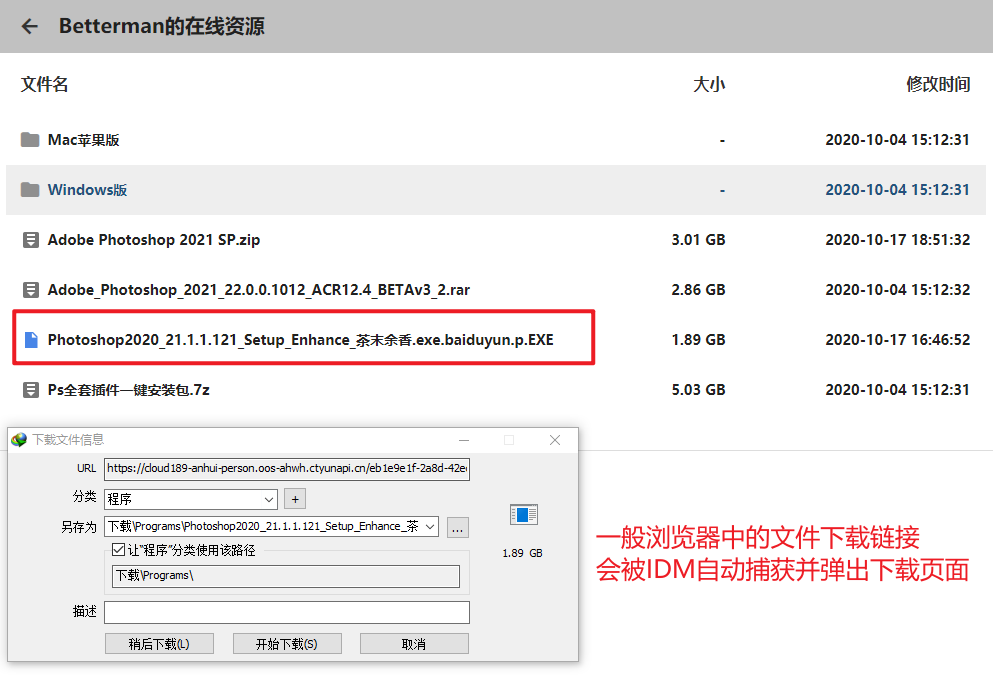 Betterman的在线资源
文件名 大小 修改时间
Mac苹果版 - 2020-10-04 15:12:31
Windows版 - 2020-10-04 15:12:31
Adobe Photoshop 2021 SP.zip 3.01 GB 2020-10-17 18:51:32
Adobe_Photoshop_2021_22.0.0.1012_ACR12.4_BETAv3_2.rar 2.86 GB 2020-10-04 15:12:32
Photoshop2020_21.1.1.121_Setup_Enhance_茶末余香.exe.baiduyun.p.EXE 1.89 GB 2020-10-17 16:46:52
Ps全套插件一键安装包.7z 5.03 GB 2020-10-04 15:12:31
下载文件信息
URL https://cloud189-anhui-person.oos-ahwh.ctyunapi.cn/eb1e9e1f-2a8d-42e
分类 程序 +
另存为 下载\Programs\Photoshop2020_21.1.1.121_Setup_Enhance_茶 ...
让"程序"分类使用该路径
下载\Programs\
1.89 GB
描述
稍后下载(L) 开始下载(S) 取消
一般浏览器中的文件下载链接
会被IDM自动捕获并弹出下载页面